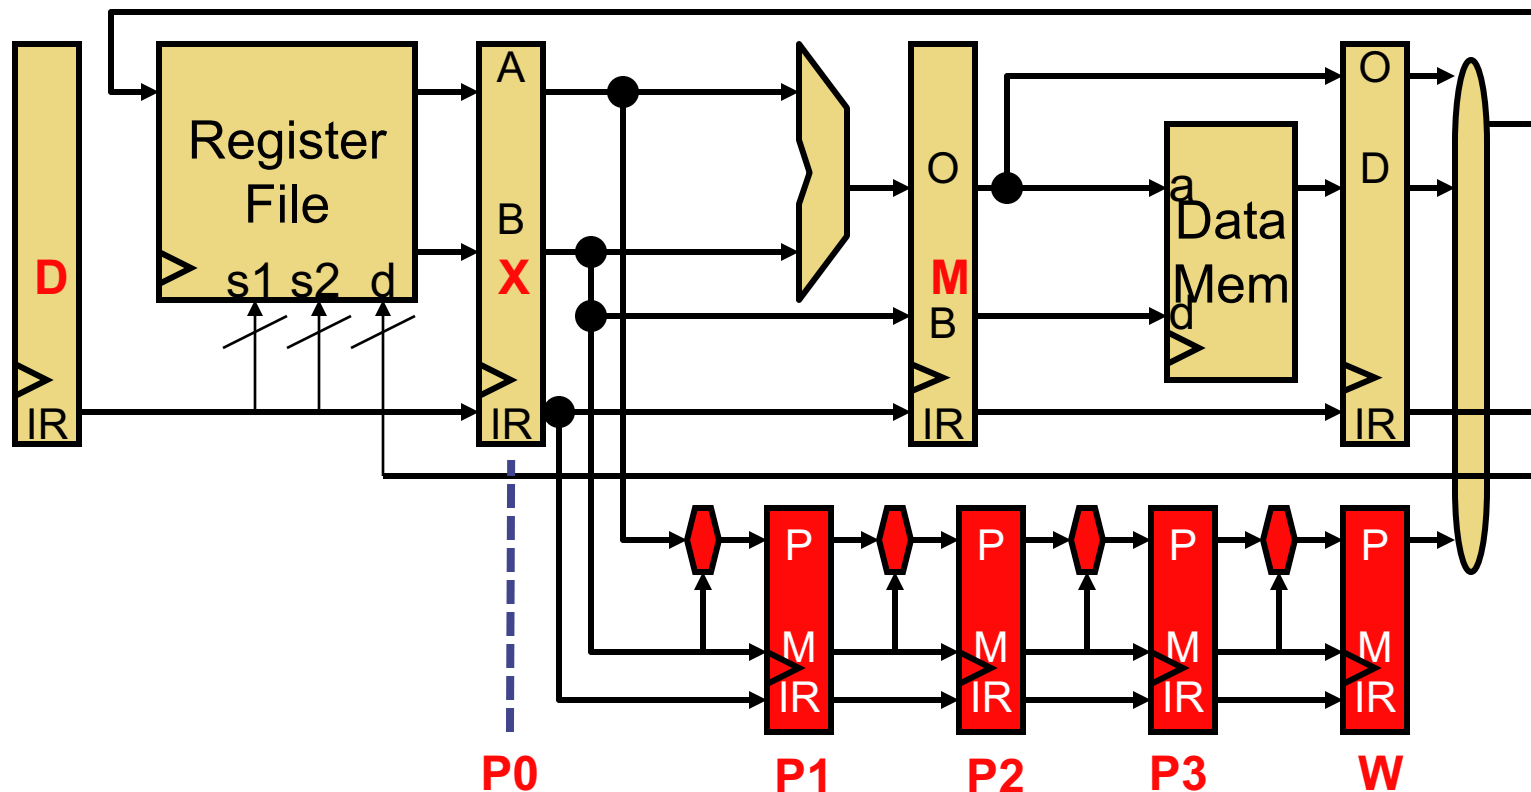 A
O
O
Register
File
a
D
B
Data
Mem
D
s1 s2 d
X
M
B
d
IR
IR
IR
IR
P
P
P
P
M
M
M
M
IR
IR
IR
IR
P0
P1
P2
P3
W